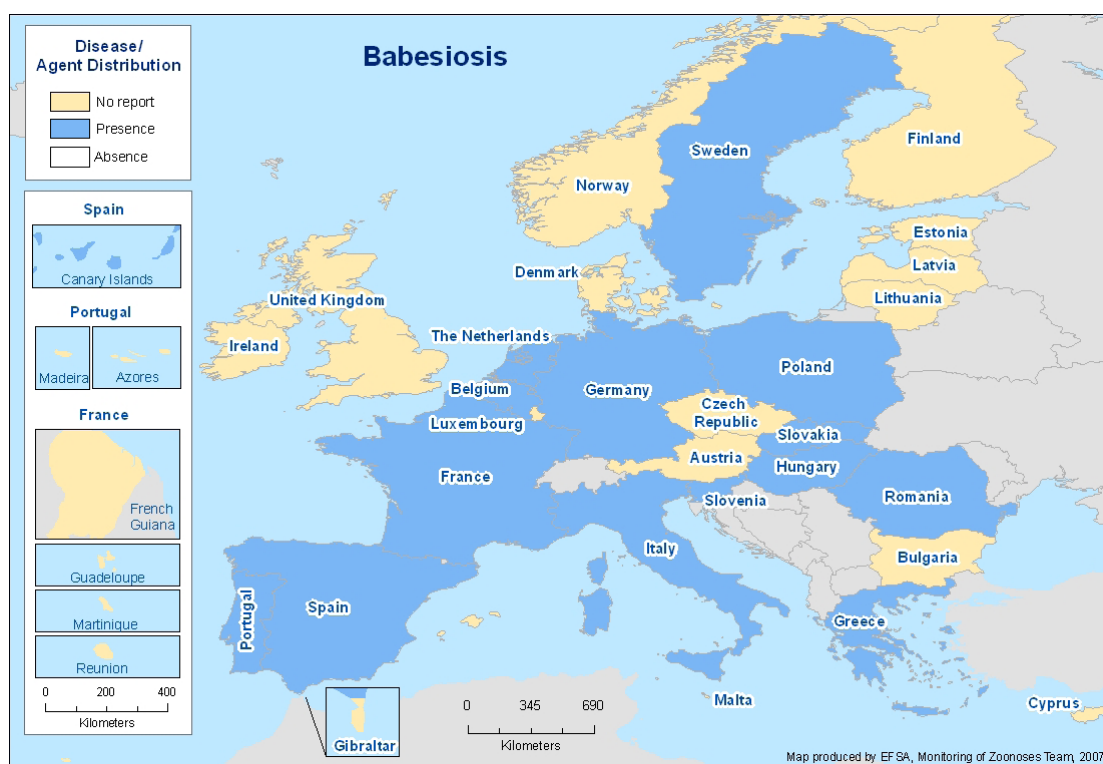 Disease/
Agent Distribution
No report
Presence
Absence
Babesiosis
Spain
Canary Islands
Portugal
Madeira
Azores
France
French
Guiana
Guadeloupe
Martinique
Reunion
0 200 400
Kilometers
Sweden
Finland
Norway
Estonia
Latvia
Lithuania
Denmark
United Kingdom
Ireland
The Netherlands
Belgium
Luxembourg
Germany
Poland
Czech
Republic
Slovakia
Austria
Hungary
France
Slovenia
Romania
Italy
Bulgaria
Portugal
Spain
Greece
Malta
Cyprus
Gibraltar
0 345 690
Kilometers
Map produced by EFSA, Monitoring of Zoonoses Team, 2007